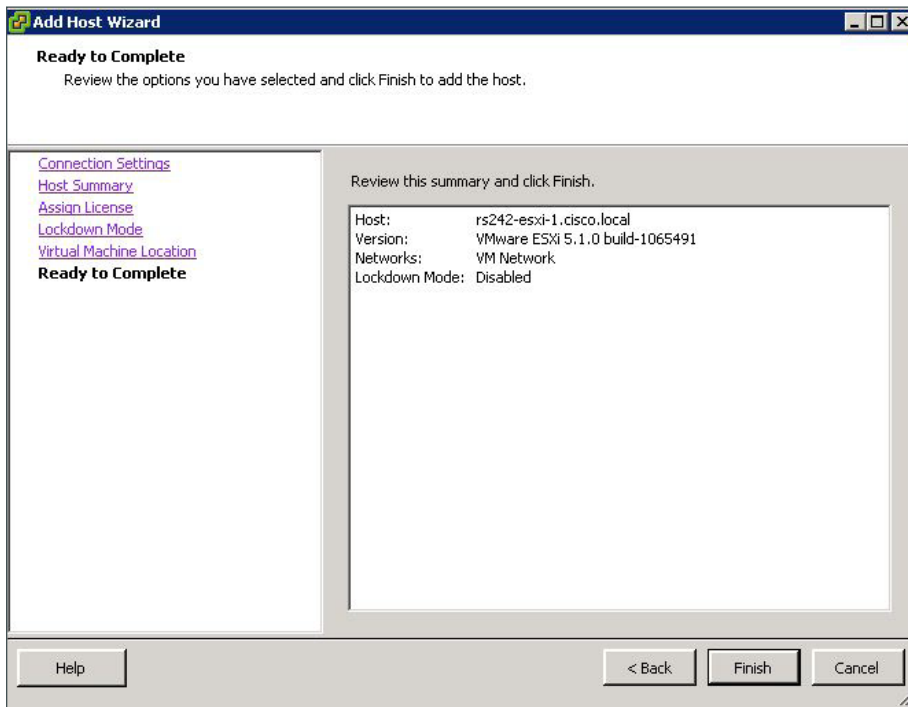 Add Host Wizard
Ready to Complete
Review the options you have selected and click Finish to add the host.
Connection Settings
Host Summary
Assign License
Lockdown Mode
Virtual Machine Location
Ready to Complete
Review this summary and click Finish.
Host: rs242-esxi-1.cisco.local
Version: VMware ESXi 5.1.0 build-1065491
Networks: VM Network
Lockdown Mode: Disabled
Help
< Back
Finish
Cancel